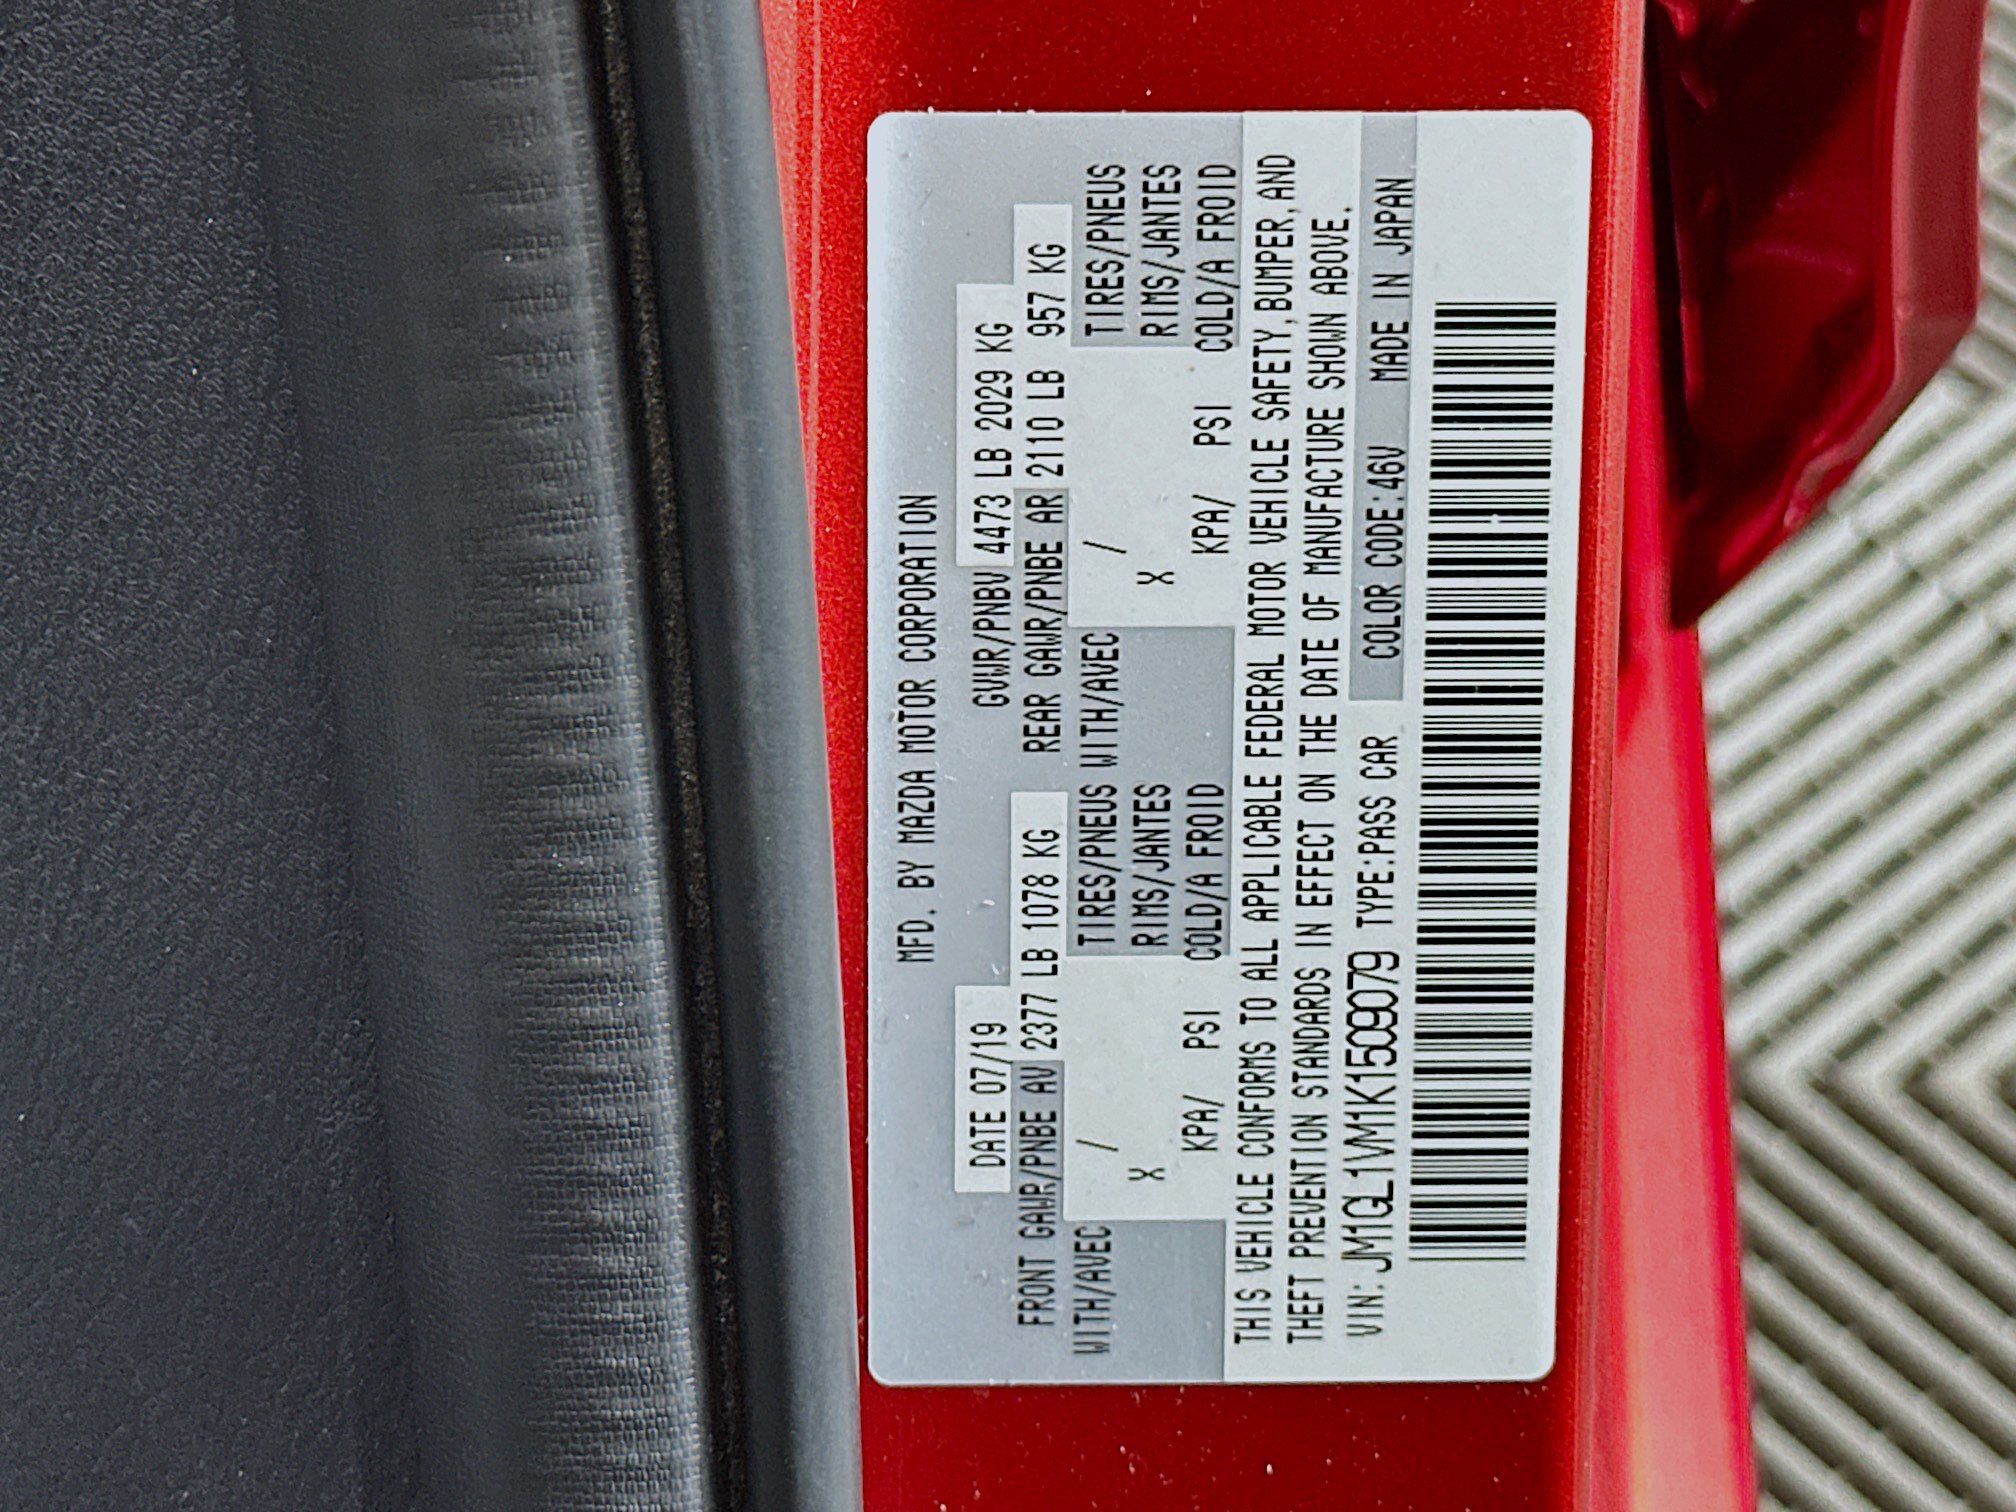 MFD. BY MAZDA MOTOR CORPORATION
DATE 07/19 GVWR/PNBV 4473 LB 2029 KG
FRONT GAWR/PNBE AV 2377 LB 1078 KG REAR GAWR/PNBE AR 2110 LB 957 KG
WITH/AVEC / TIRES/PNEUS WITH/AVEC / TIRES/PNEUS
X RIMS/JANTES X RIMS/JANTES
KPA/ PSI COLD/A FROID KPA/ PSI COLD/A FROID
THIS VEHICLE CONFORMS TO ALL APPLICABLE FEDERAL MOTOR VEHICLE SAFETY, BUMPER, AND
THEFT PREVENTION STANDARDS IN EFFECT ON THE DATE OF MANUFACTURE SHOWN ABOVE.
VIN: JM1GL1VM1K1509079 TYPE:PASS CAR COLOR CODE:46V MADE IN JAPAN